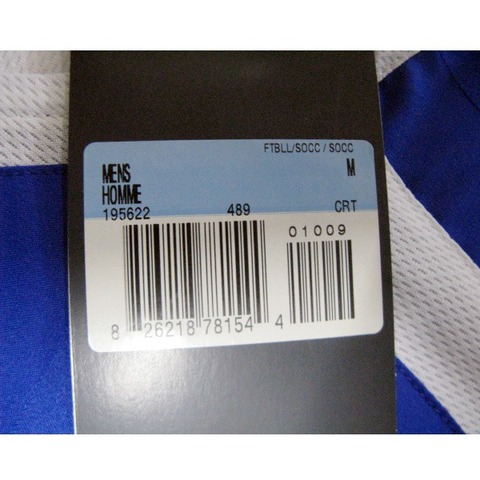 FTBLL/SOCC / SOCC
MENS M
HOMME
195622 489 CRT
01009
8 26218 78154 4